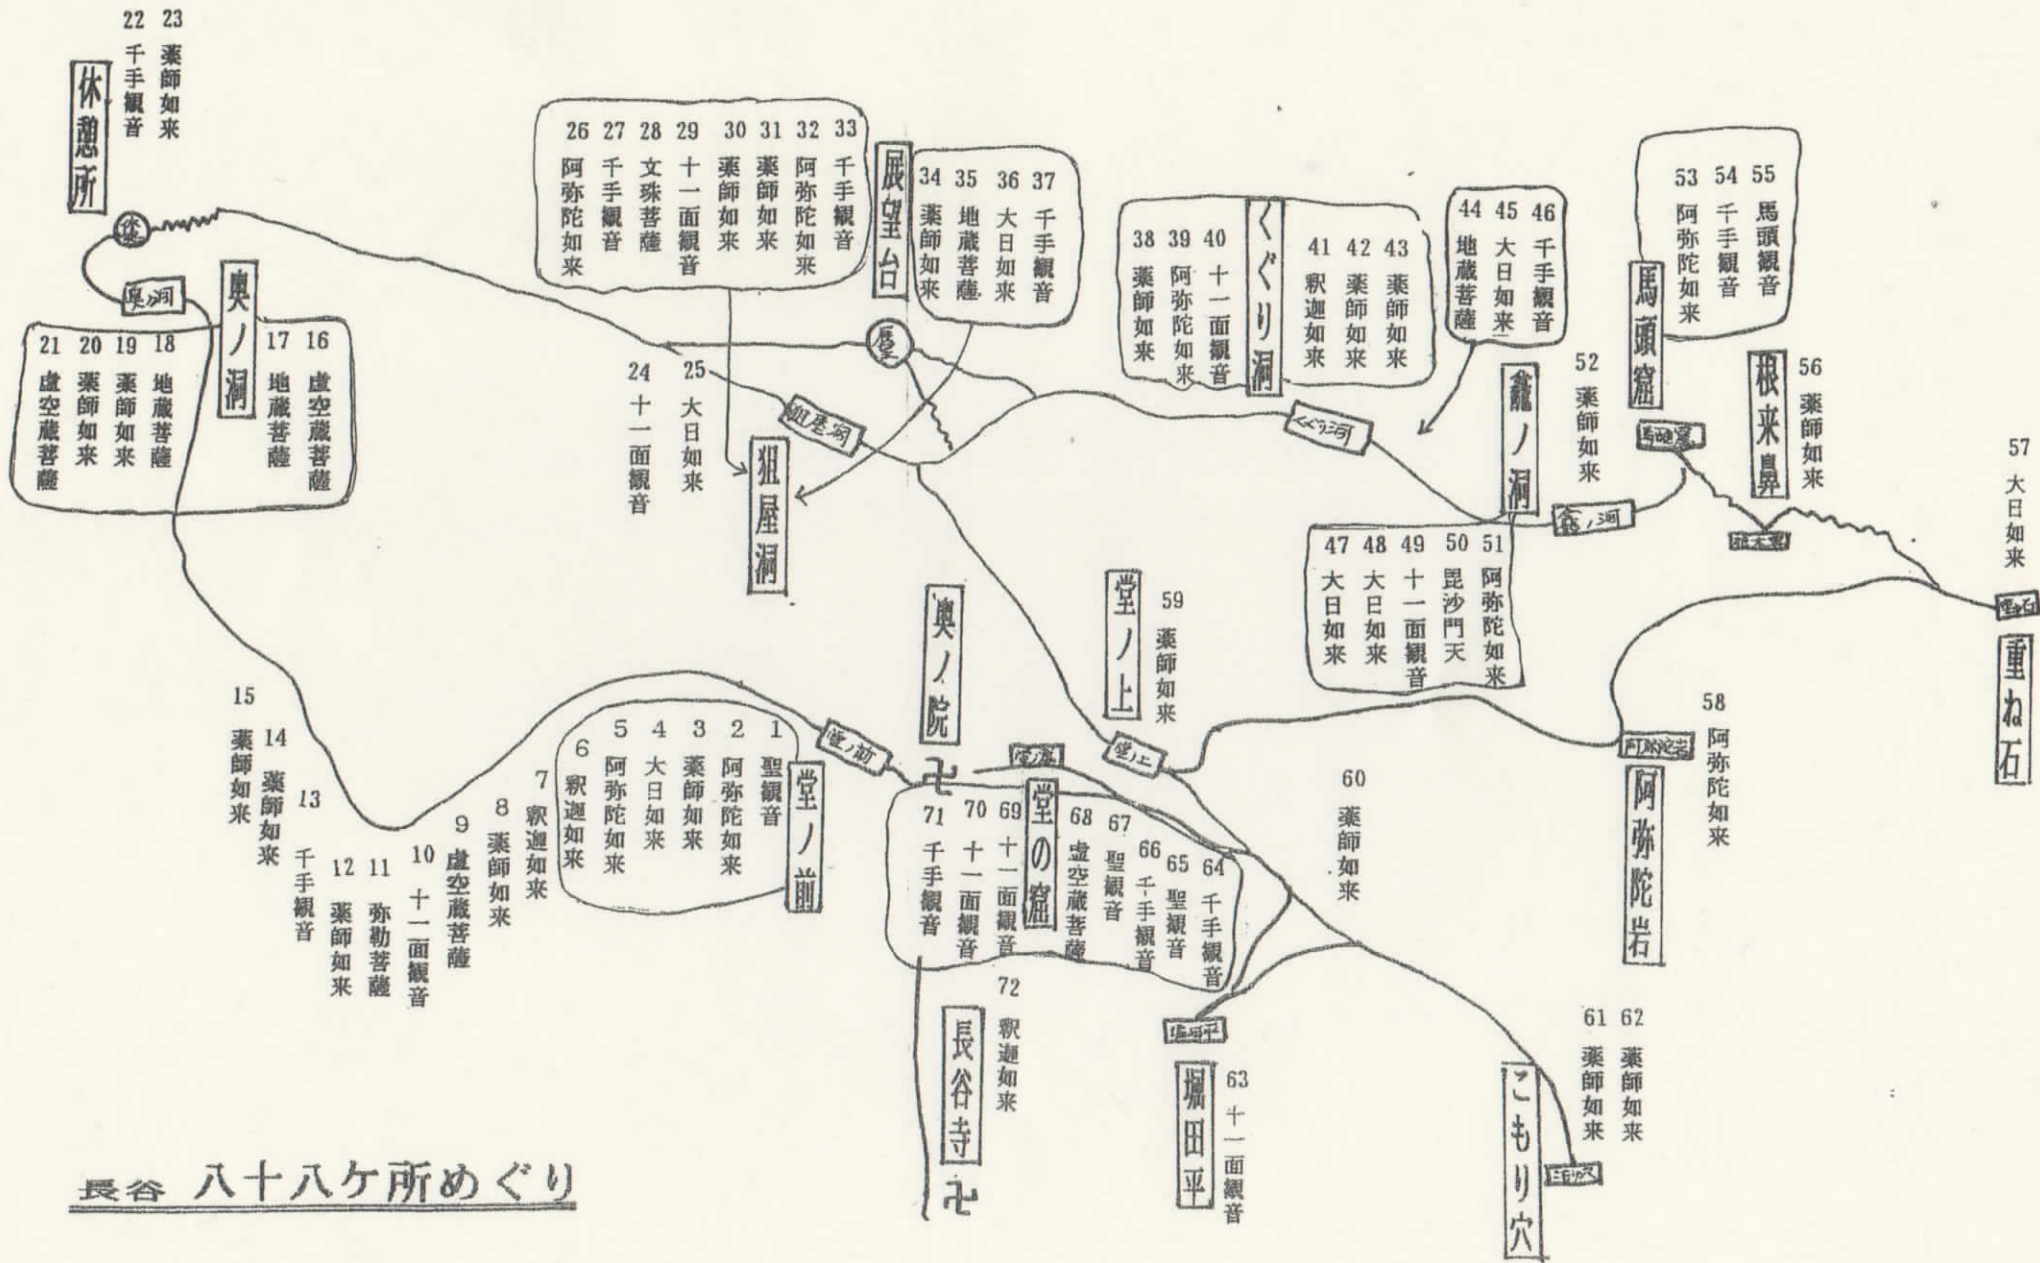 長谷 八十八ケ所めぐり
休憩所
22 千手観音
23 薬師如来
休
奥ノ洞
奥ノ洞
16 虚空蔵菩薩
17 地蔵菩薩
18 地蔵菩薩
19 薬師如来
20 薬師如来
21 虚空蔵菩薩
24 十一面観音
25 大日如来
26 阿弥陀如来
27 千手観音
28 文珠菩薩
29 十一面観音
30 薬師如来
31 薬師如来
32 阿弥陀如来
33 千手観音
展望台
34 薬師如来
35 地蔵菩薩
36 大日如来
37 千手観音
狙屋洞
くぐり洞
38 薬師如来
39 阿弥陀如来
40 十一面観音
41 釈迦如来
42 薬師如来
43 薬師如来
44 地蔵菩薩
45 大日如来
46 千手観音
龕ノ洞
47 大日如来
48 大日如来
49 十一面観音
50 毘沙門天
51 阿弥陀如来
52 薬師如来
馬頭窟
53 阿弥陀如来
54 千手観音
55 馬頭観音
根来鼻
56 薬師如来
57 大日如来
重ね石
58 阿弥陀如来
阿弥陀岩
堂ノ上
堂ノ上
59 薬師如来
60 薬師如来
61 薬師如来
62 薬師如来
こもり穴
63 十一面観音
堀田平
奥ノ院
卍
堂の窟
64 千手観音
65 聖観音
66 千手観音
67 聖観音
68 虚空蔵菩薩
69 十一面観音
70 十一面観音
71 千手観音
72 釈迦如来
長谷寺
卍
堂ノ前
堂ノ前
1 聖観音
2 阿弥陀如来
3 薬師如来
4 大日如来
5 阿弥陀如来
6 釈迦如来
7 釈迦如来
8 薬師如来
9 虚空蔵菩薩
10 十一面観音
11 弥勒菩薩
12 薬師如来
13 千手観音
14 薬師如来
15 薬師如来